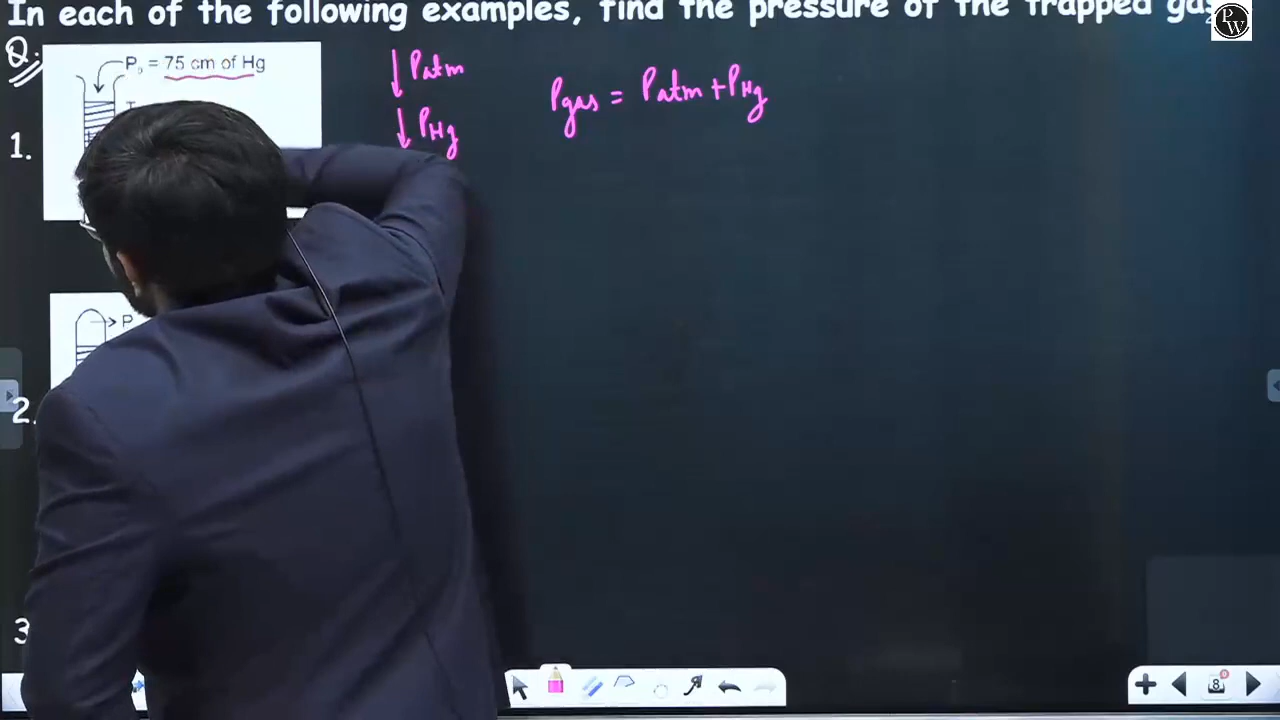 In each of the following examples, find the pressure of the trapped gas
Q.
P₀ = 75 cm of Hg
1.
↓ Patm
↓ PHg
Pgas = Patm + PHg
P
2.
3
PW